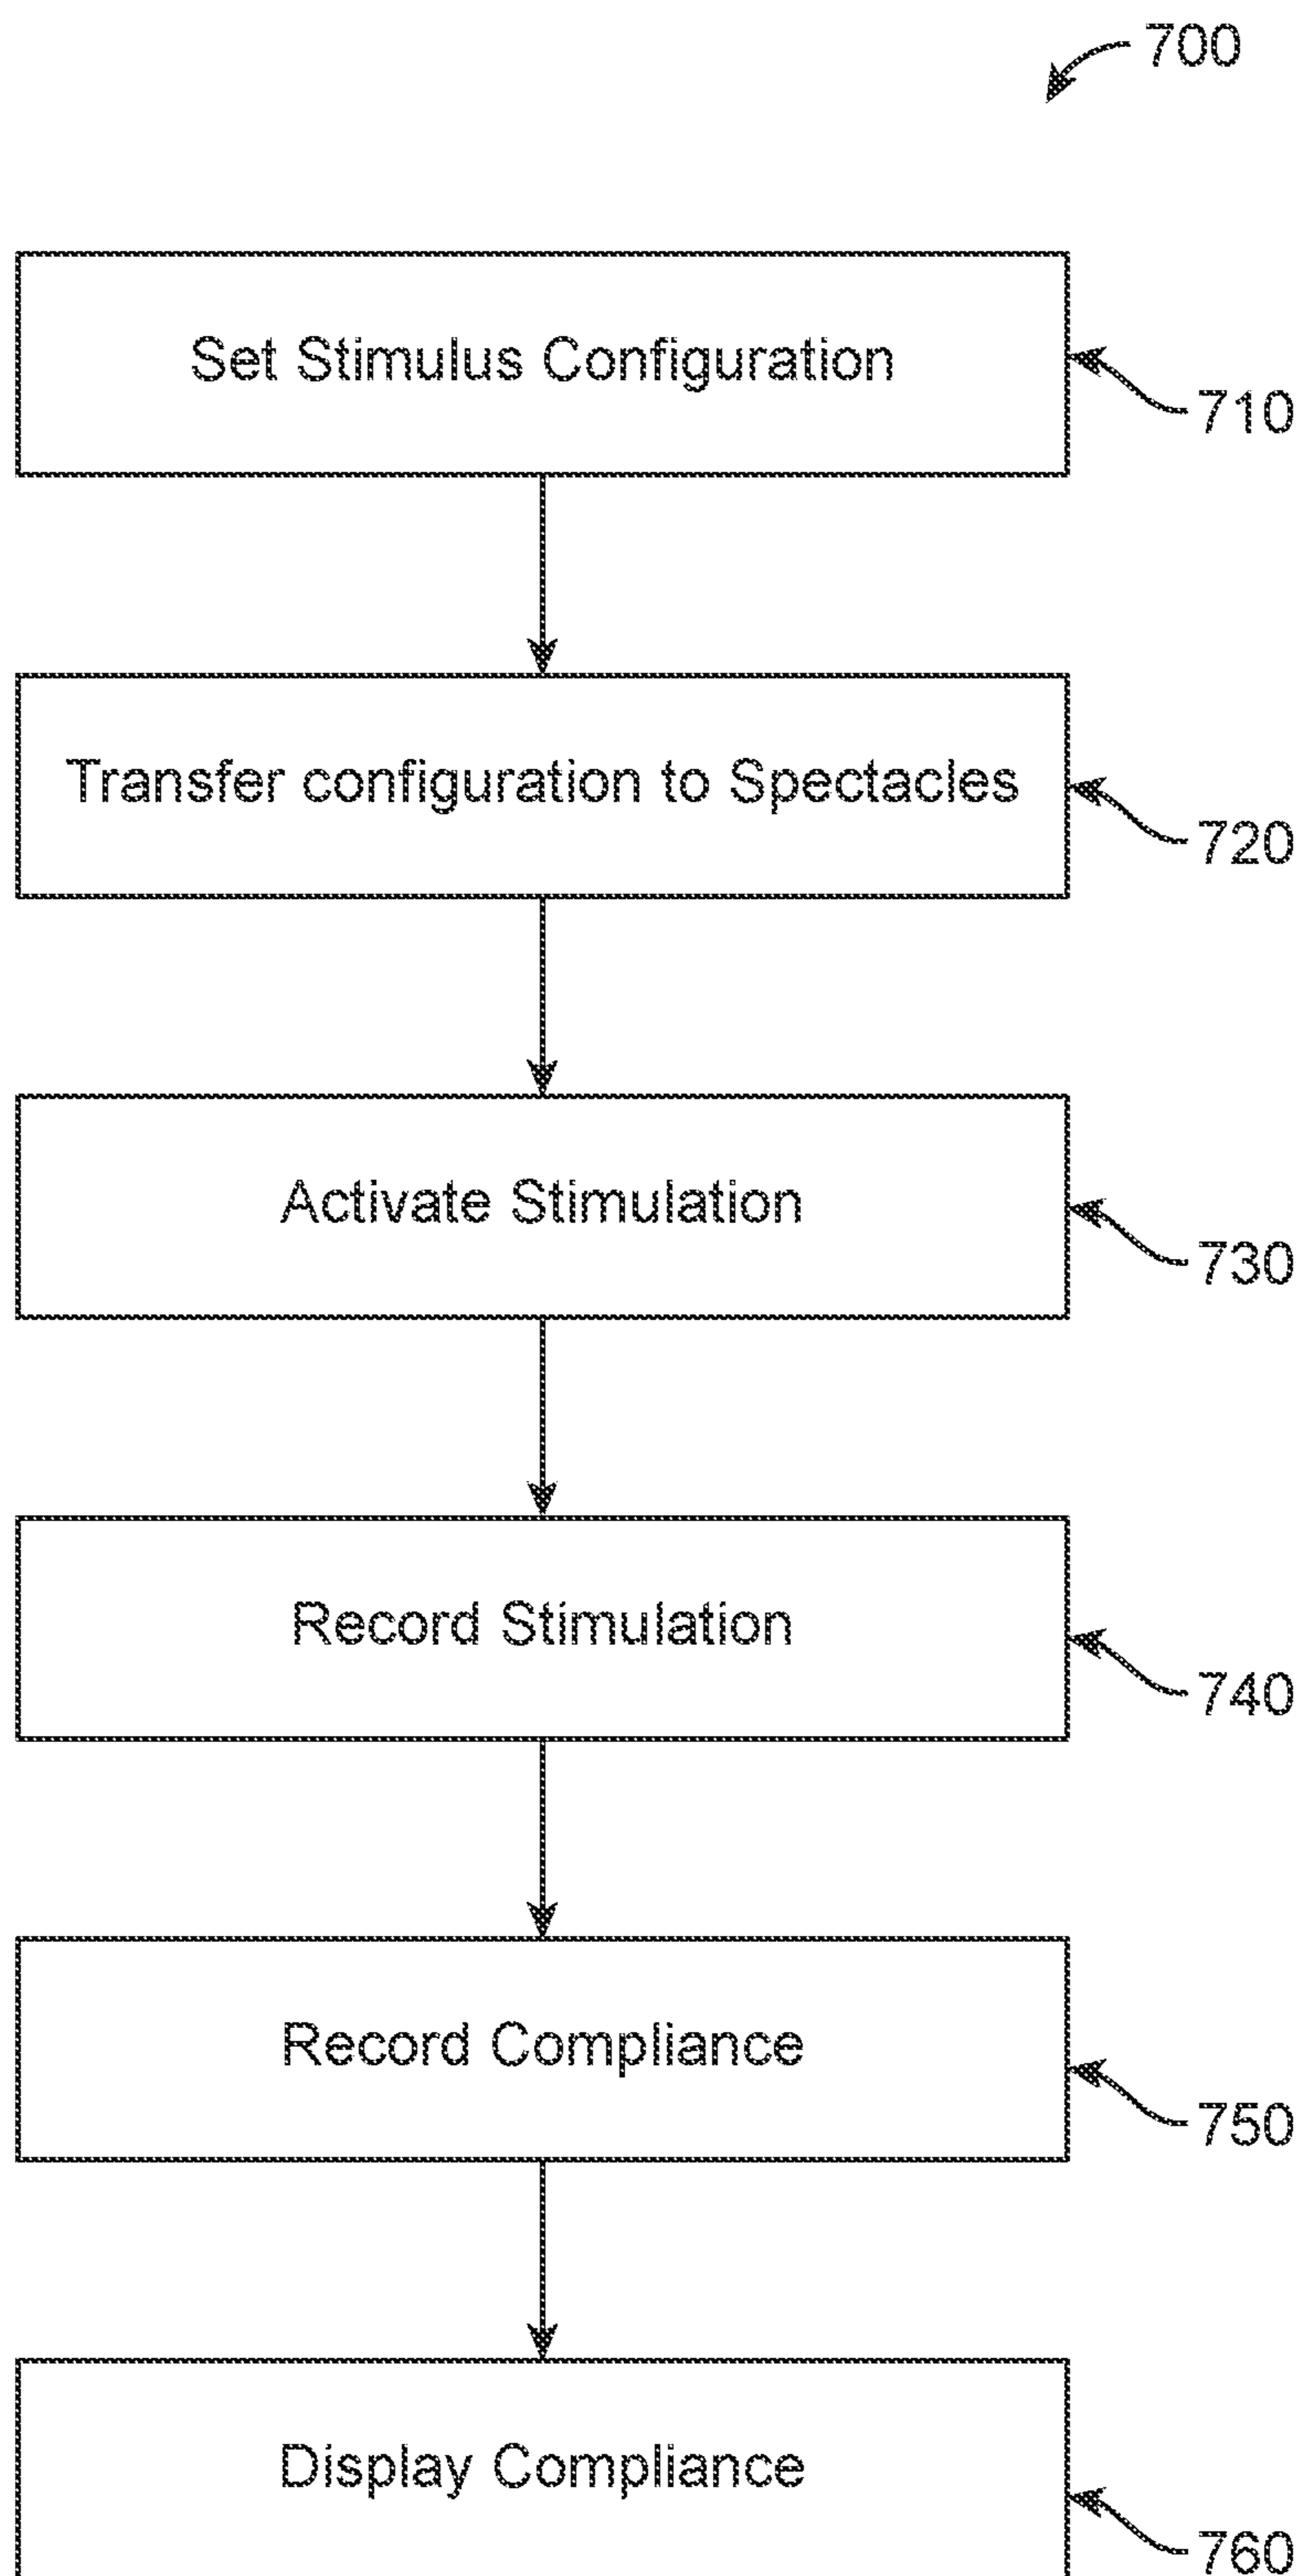 700
Set Stimulus Configuration
710
Transfer configuration to Spectacles
720
Activate Stimulation
730
Record Stimulation
740
Record Compliance
750
Display Compliance
760